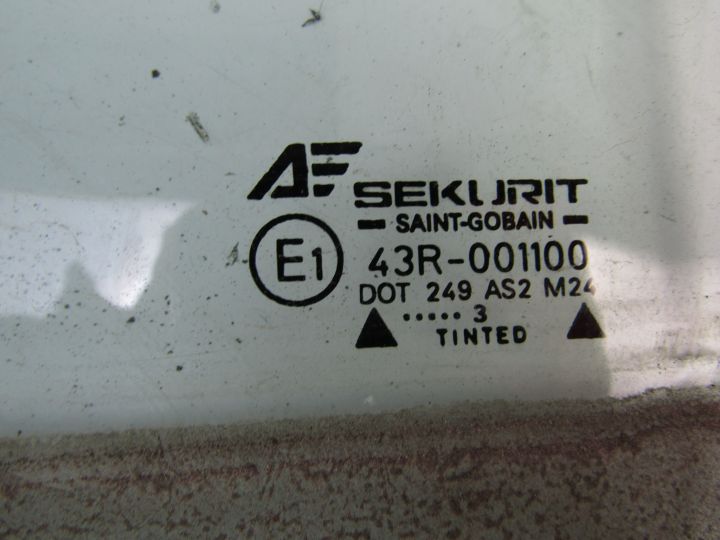 AF SEKURIT
SAINT-GOBAIN
E1 43R-001100
DOT 249 AS2 M24
..... 3
TINTED